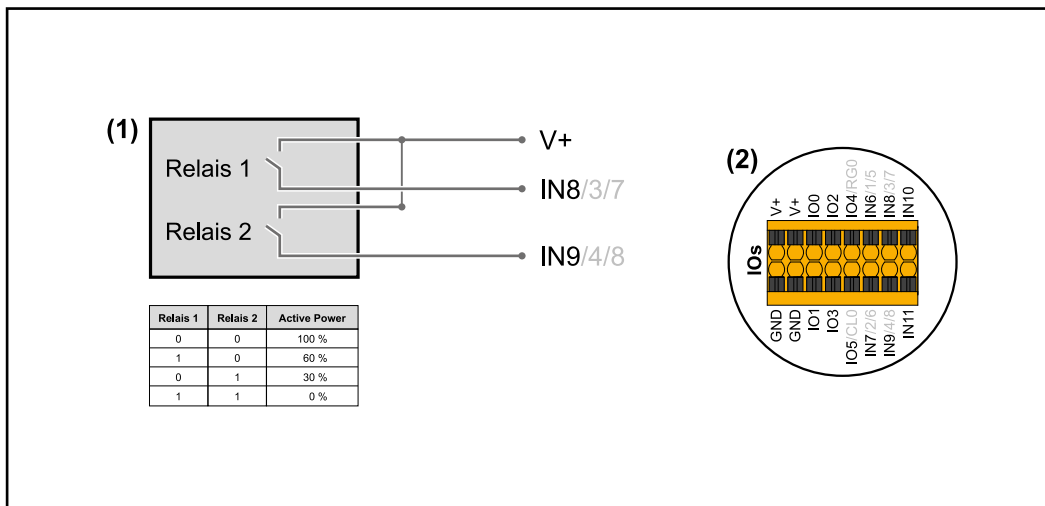 (1)
Relais 1
Relais 2
V+
IN8/3/7
IN9/4/8
Relais 1 Relais 2 Active Power
0 0 100 %
1 0 60 %
0 1 30 %
1 1 0 %
(2)
IOs
V+
V+
IO0
IO2
IO4/RG0
IN6/1/5
IN8/3/7
IN10
GND
GND
IO1
IO3
IO5/CL0
IN7/2/6
IN9/4/8
IN11